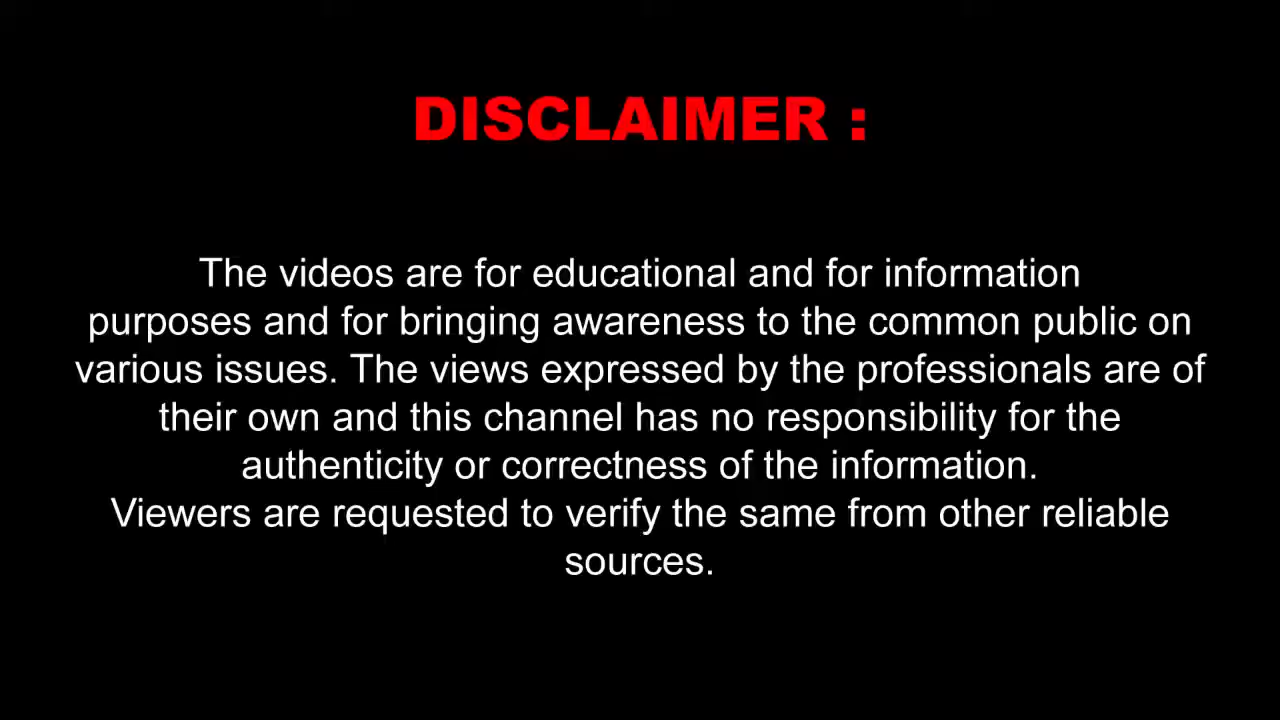 DISCLAIMER :
The videos are for educational and for information
purposes and for bringing awareness to the common public on
various issues. The views expressed by the professionals are of
their own and this channel has no responsibility for the
authenticity or correctness of the information.
Viewers are requested to verify the same from other reliable
sources.